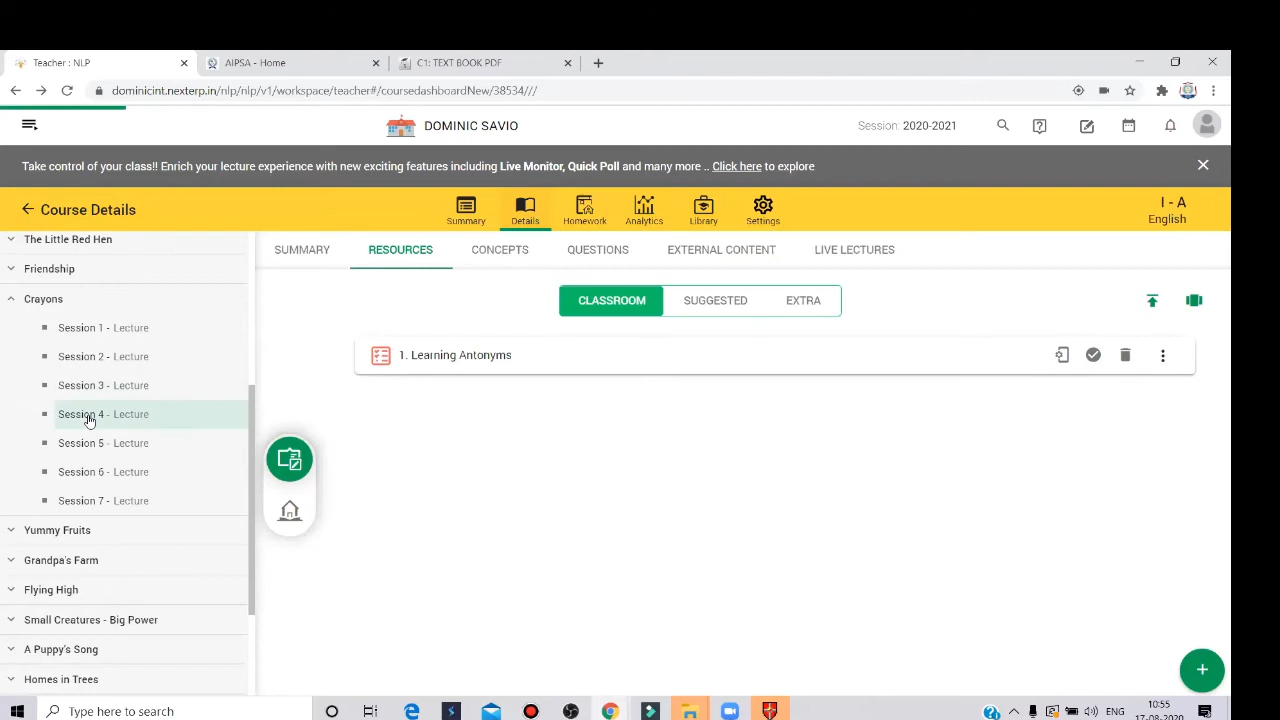 Teacher : NLP
AIPSA - Home
C1: TEXT BOOK PDF
dominicint.nexterp.in/nlp/nlp/v1/workspace/teacher#/coursedashboardNew/38534///
DOMINIC SAVIO
Session: 2020-2021
Take control of your class!! Enrich your lecture experience with new exciting features including Live Monitor, Quick Poll and many more .. Click here to explore
Course Details
Summary
Details
Homework
Analytics
Library
Settings
I - A
English
The Little Red Hen
Friendship
Crayons
Session 1 - Lecture
Session 2 - Lecture
Session 3 - Lecture
Session 4 - Lecture
Session 5 - Lecture
Session 6 - Lecture
Session 7 - Lecture
Yummy Fruits
Grandpa's Farm
Flying High
Small Creatures - Big Power
A Puppy's Song
Homes in Trees
SUMMARY
RESOURCES
CONCEPTS
QUESTIONS
EXTERNAL CONTENT
LIVE LECTURES
CLASSROOM
SUGGESTED
EXTRA
1. Learning Antonyms
Type here to search
ENG
10:55
17-08-2020